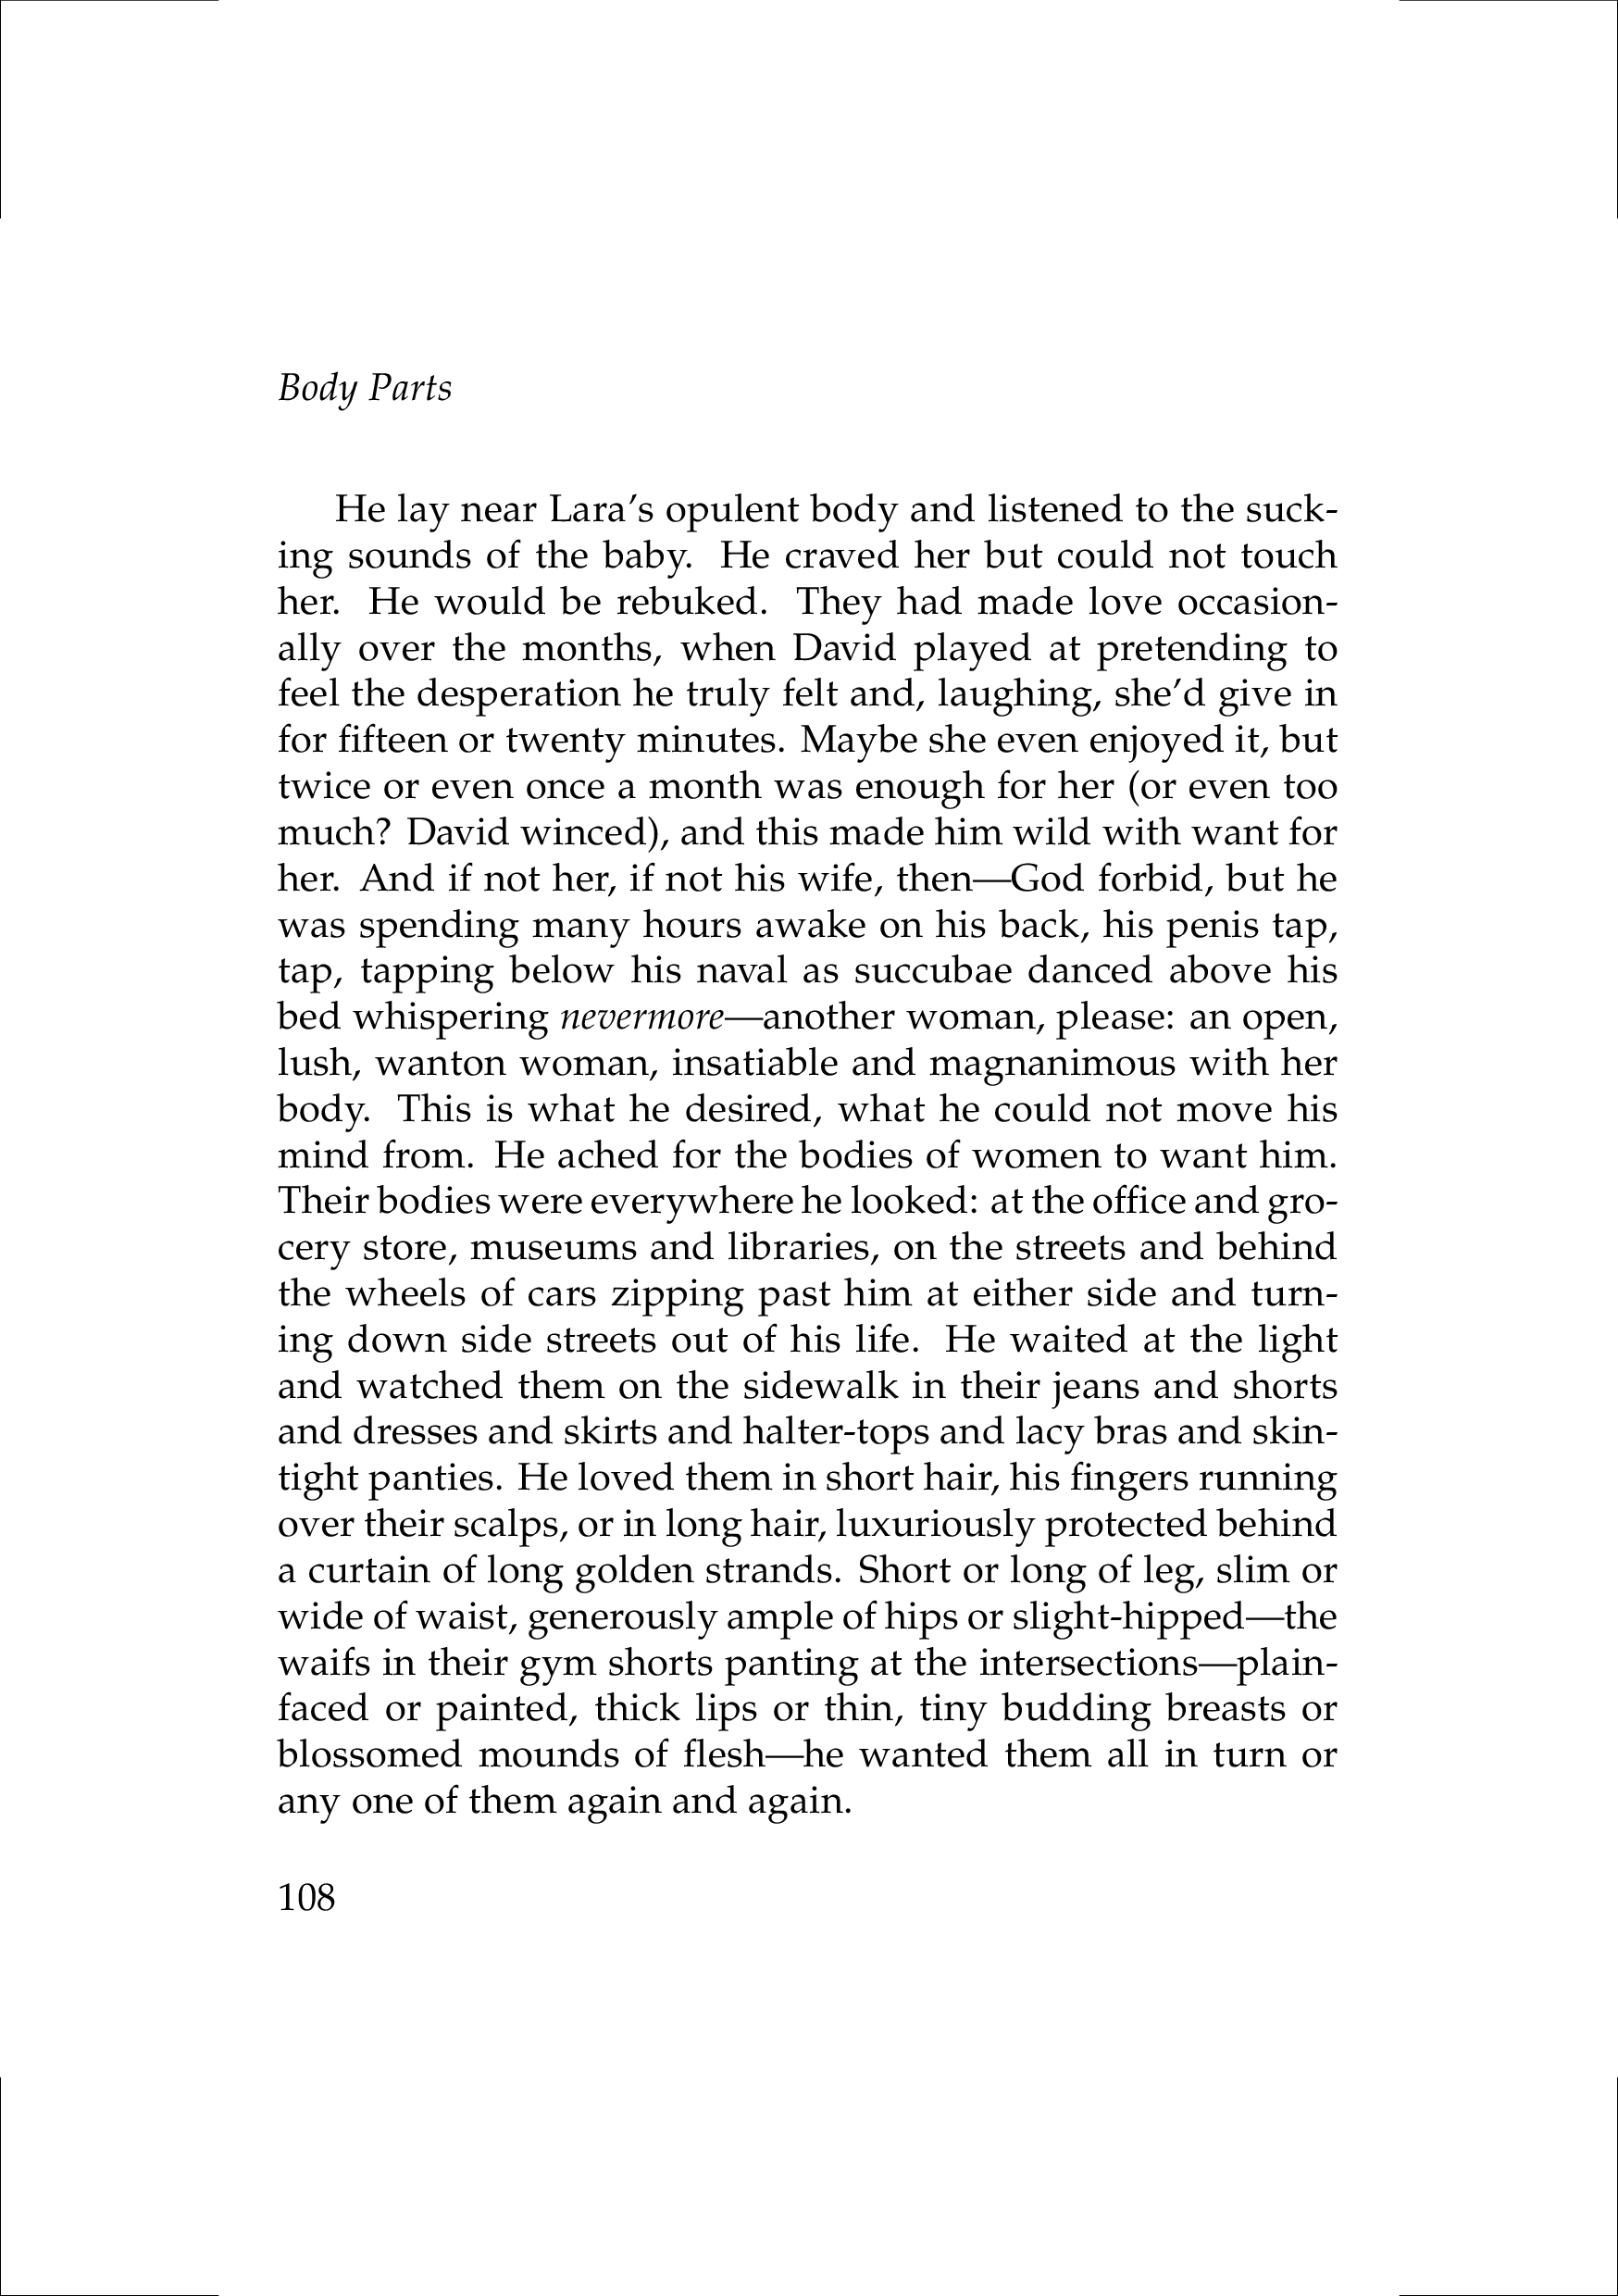 Body Parts
He lay near Lara’s opulent body and listened to the suck-
ing sounds of the baby. He craved her but could not touch
her. He would be rebuked. They had made love occasion-
ally over the months, when David played at pretending to
feel the desperation he truly felt and, laughing, she’d give in
for fifteen or twenty minutes. Maybe she even enjoyed it, but
twice or even once a month was enough for her (or even too
much? David winced), and this made him wild with want for
her. And if not her, if not his wife, then—God forbid, but he
was spending many hours awake on his back, his penis tap,
tap, tapping below his naval as succubae danced above his
bed whispering nevermore—another woman, please: an open,
lush, wanton woman, insatiable and magnanimous with her
body. This is what he desired, what he could not move his
mind from. He ached for the bodies of women to want him.
Their bodies were everywhere he looked: at the office and gro-
cery store, museums and libraries, on the streets and behind
the wheels of cars zipping past him at either side and turn-
ing down side streets out of his life. He waited at the light
and watched them on the sidewalk in their jeans and shorts
and dresses and skirts and halter-tops and lacy bras and skin-
tight panties. He loved them in short hair, his fingers running
over their scalps, or in long hair, luxuriously protected behind
a curtain of long golden strands. Short or long of leg, slim or
wide of waist, generously ample of hips or slight-hipped—the
waifs in their gym shorts panting at the intersections—plain-
faced or painted, thick lips or thin, tiny budding breasts or
blossomed mounds of flesh—he wanted them all in turn or
any one of them again and again.
108